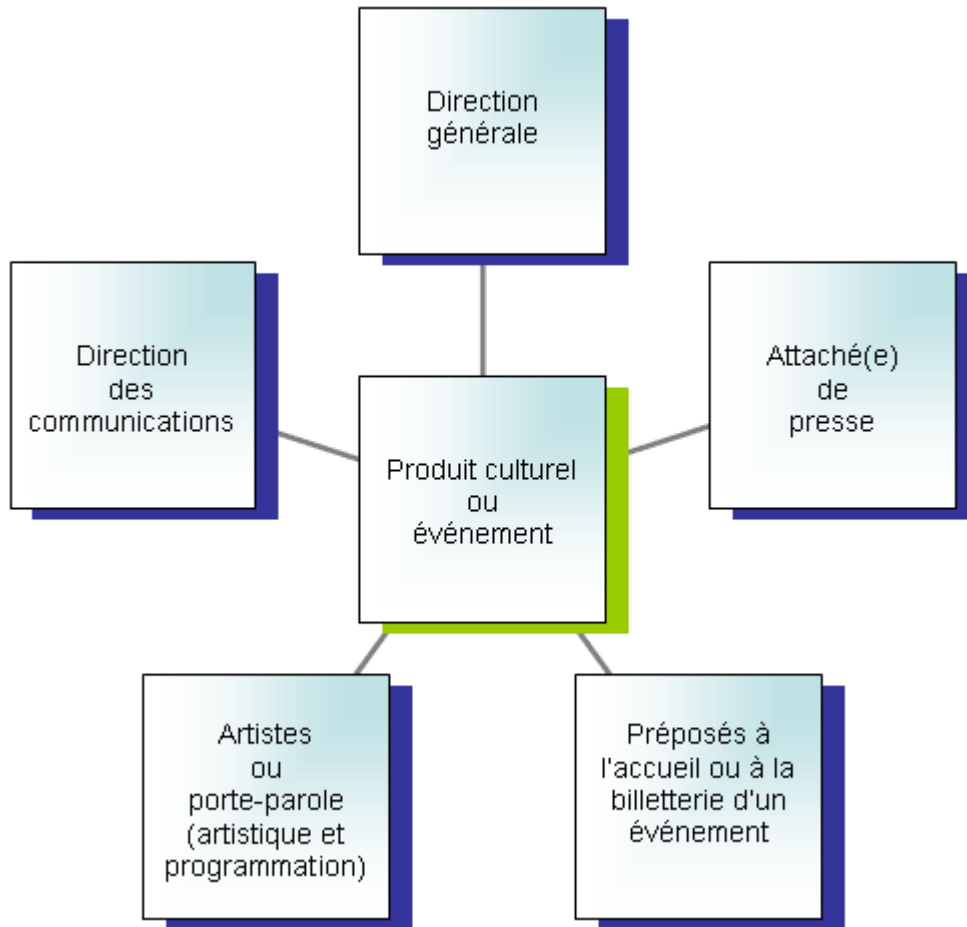 Direction
générale
Direction
des
communications
Attaché(e)
de
presse
Produit culturel
ou
événement
Artistes
ou
porte-parole
(artistique et
programmation)
Préposés à
l'accueil ou à la
billetterie d'un
événement